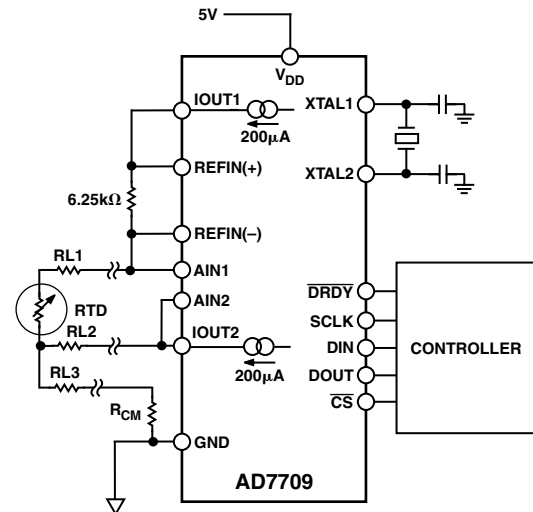 5V
VDD
IOUT1
200µA
XTAL1
REFIN(+)
XTAL2
6.25kΩ
REFIN(–)
RL1
AIN1
AIN2
RTD
RL2
IOUT2
200µA
RL3
RCM
GND
DRDY
SCLK
DIN
DOUT
CS
CONTROLLER
AD7709